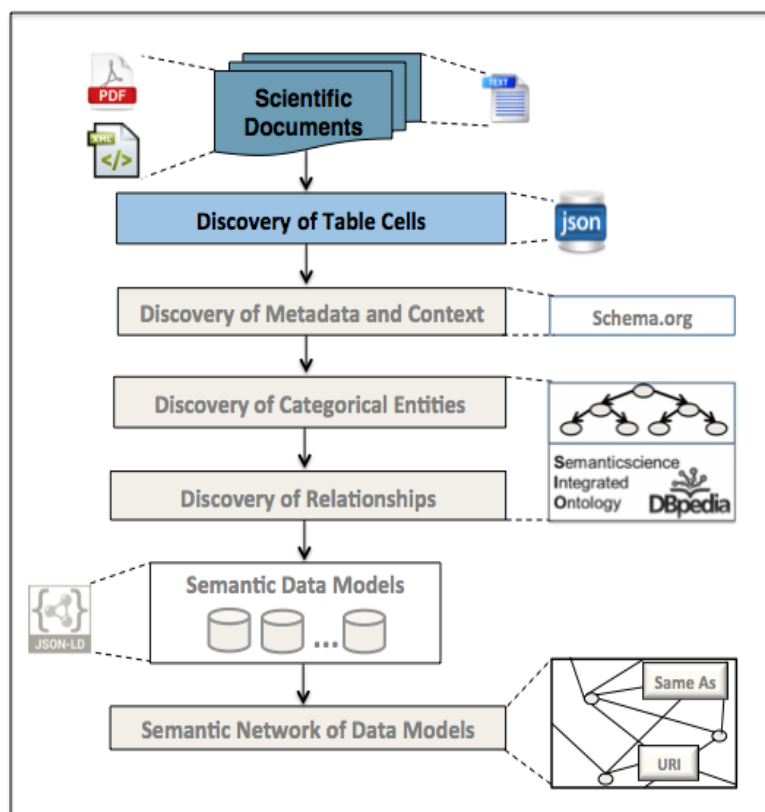 PDF
Scientific
Documents
TEXT
XML
</>
Discovery of Table Cells
json
Discovery of Metadata and Context
Schema.org
Discovery of Categorical Entities
Semanticscience
Integrated
Ontology
DBpedia
Discovery of Relationships
Semantic Data Models
...
{ }
JSON-LD
Same As
Semantic Network of Data Models
URI